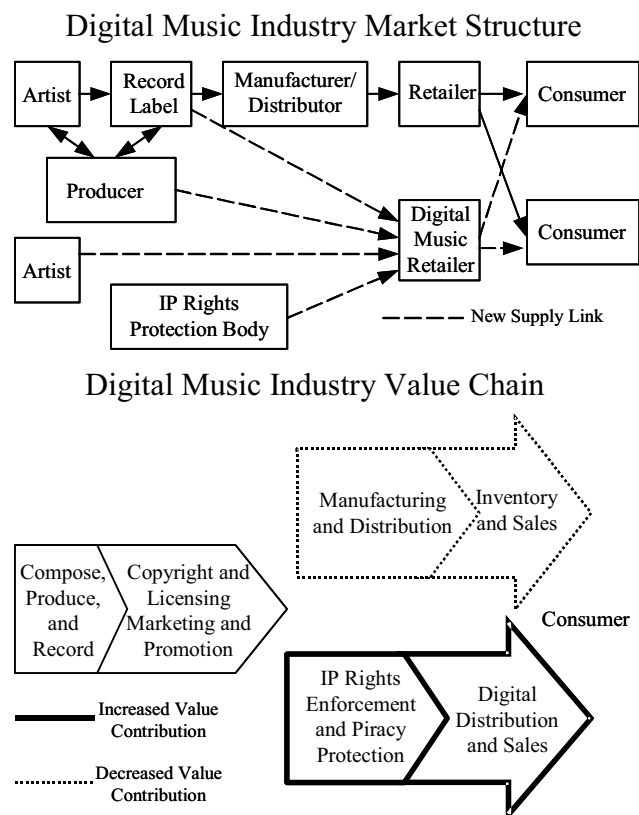 Digital Music Industry Market Structure
Artist
Record
Label
Manufacturer/
Distributor
Retailer
Consumer
Producer
Digital
Music
Retailer
Consumer
Artist
IP Rights
Protection Body
New Supply Link
Digital Music Industry Value Chain
Manufacturing
and Distribution
Inventory
and Sales
Compose,
Produce,
and
Record
Copyright and
Licensing
Marketing and
Promotion
Consumer
IP Rights
Enforcement
and Piracy
Protection
Digital
Distribution
and Sales
Increased Value
Contribution
Decreased Value
Contribution